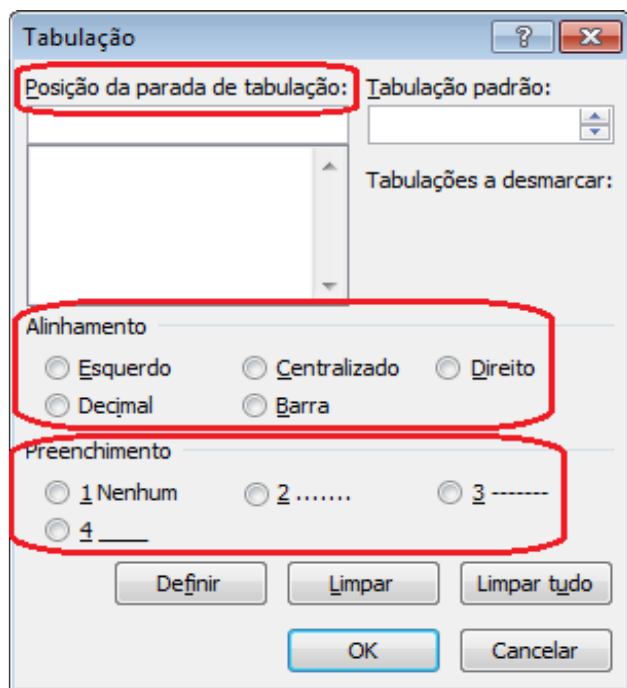 Tabulação
Posição da parada de tabulação: Tabulação padrão:
Tabulações a desmarcar:
Alinhamento
Esquerdo Centralizado Direito
Decimal Barra
Preenchimento
1 Nenhum 2 ....... 3 -------
4 ____
Definir Limpar Limpar tudo
OK Cancelar